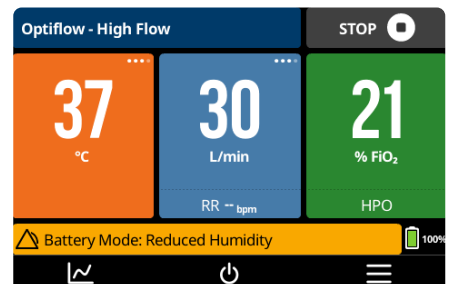 Optiflow - High Flow
STOP
37
°C
30
L/min
RR -- bpm
21
% FiO₂
HPO
Battery Mode: Reduced Humidity
100%